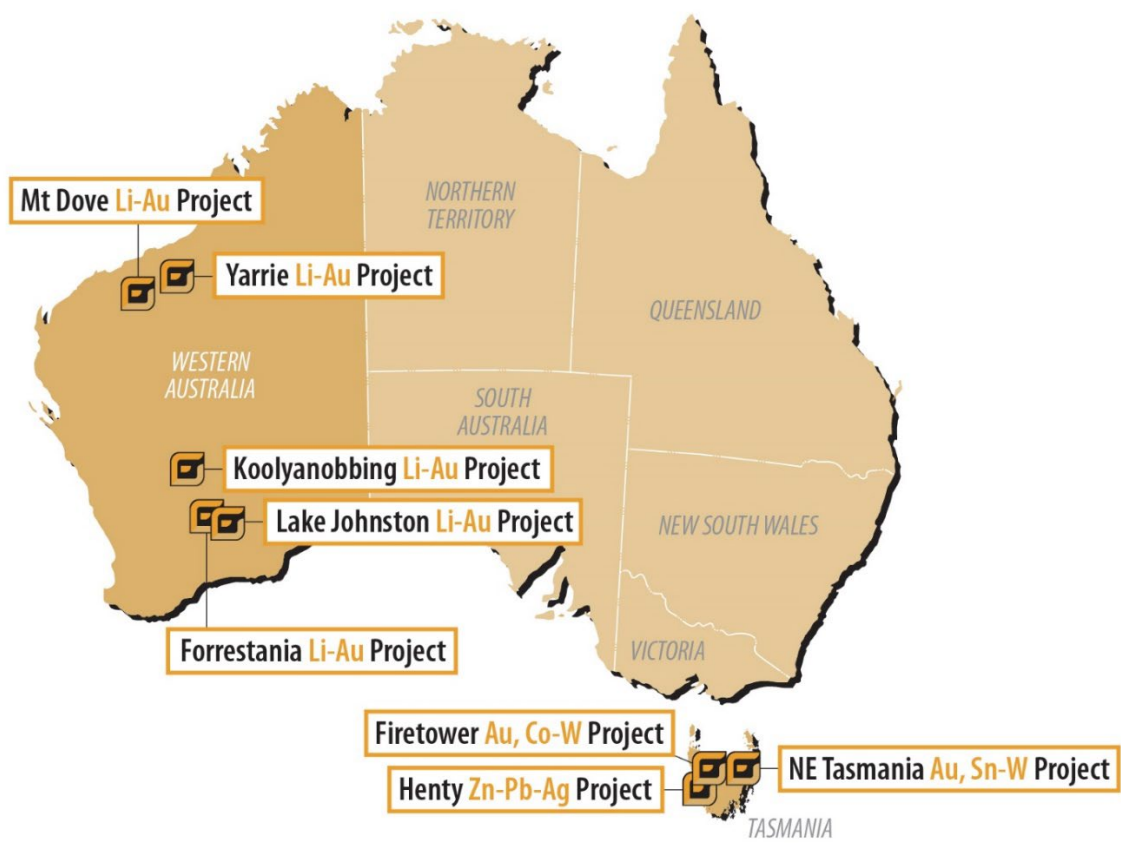 Mt Dove Li-Au Project
NORTHERN
TERRITORY
Yarrie Li-Au Project
QUEENSLAND
WESTERN
AUSTRALIA
SOUTH
AUSTRALIA
Koolyanobbing Li-Au Project
Lake Johnston Li-Au Project
NEW SOUTH WALES
Forrestania Li-Au Project
VICTORIA
Firetower Au, Co-W Project
NE Tasmania Au, Sn-W Project
Henty Zn-Pb-Ag Project
TASMANIA